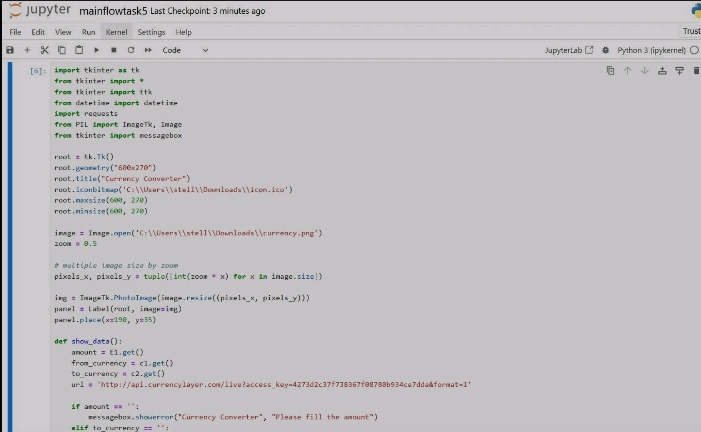 jupyter mainflowtask5 Last Checkpoint: 3 minutes ago
Trust
File Edit View Run Kernel Settings Help
Code JupyterLab Python 3 (ipykernel)
[6]: import tkinter as tk
from tkinter import *
from tkinter import ttk
from datetime import datetime
import requests
from PIL import ImageTk, Image
from tkinter import messagebox
root = tk.Tk()
root.geometry("600x270")
root.title("Currency Converter")
root.iconbitmap('C:\\Users\\stell\\Downloads\\icon.ico')
root.maxsize(600, 270)
root.minsize(600, 270)
image = Image.open('C:\\Users\\stell\\Downloads\\currency.png')
zoom = 0.5
# multiple image size by zoom
pixels_x, pixels_y = tuple([int(zoom * x) for x in image.size])
img = ImageTk.PhotoImage(image.resize((pixels_x, pixels_y)))
panel = Label(root, image=img)
panel.place(x=190, y=35)
def show_data():
amount = E1.get()
from_currency = c1.get()
to_currency = c2.get()
url = 'http://api.currencylayer.com/live?access_key=4273d2c37f738367f08780b934ce7dda&format=1'
if amount == '':
messagebox.showerror("Currency Converter", "Please fill the amount")
elif to_currency == '':